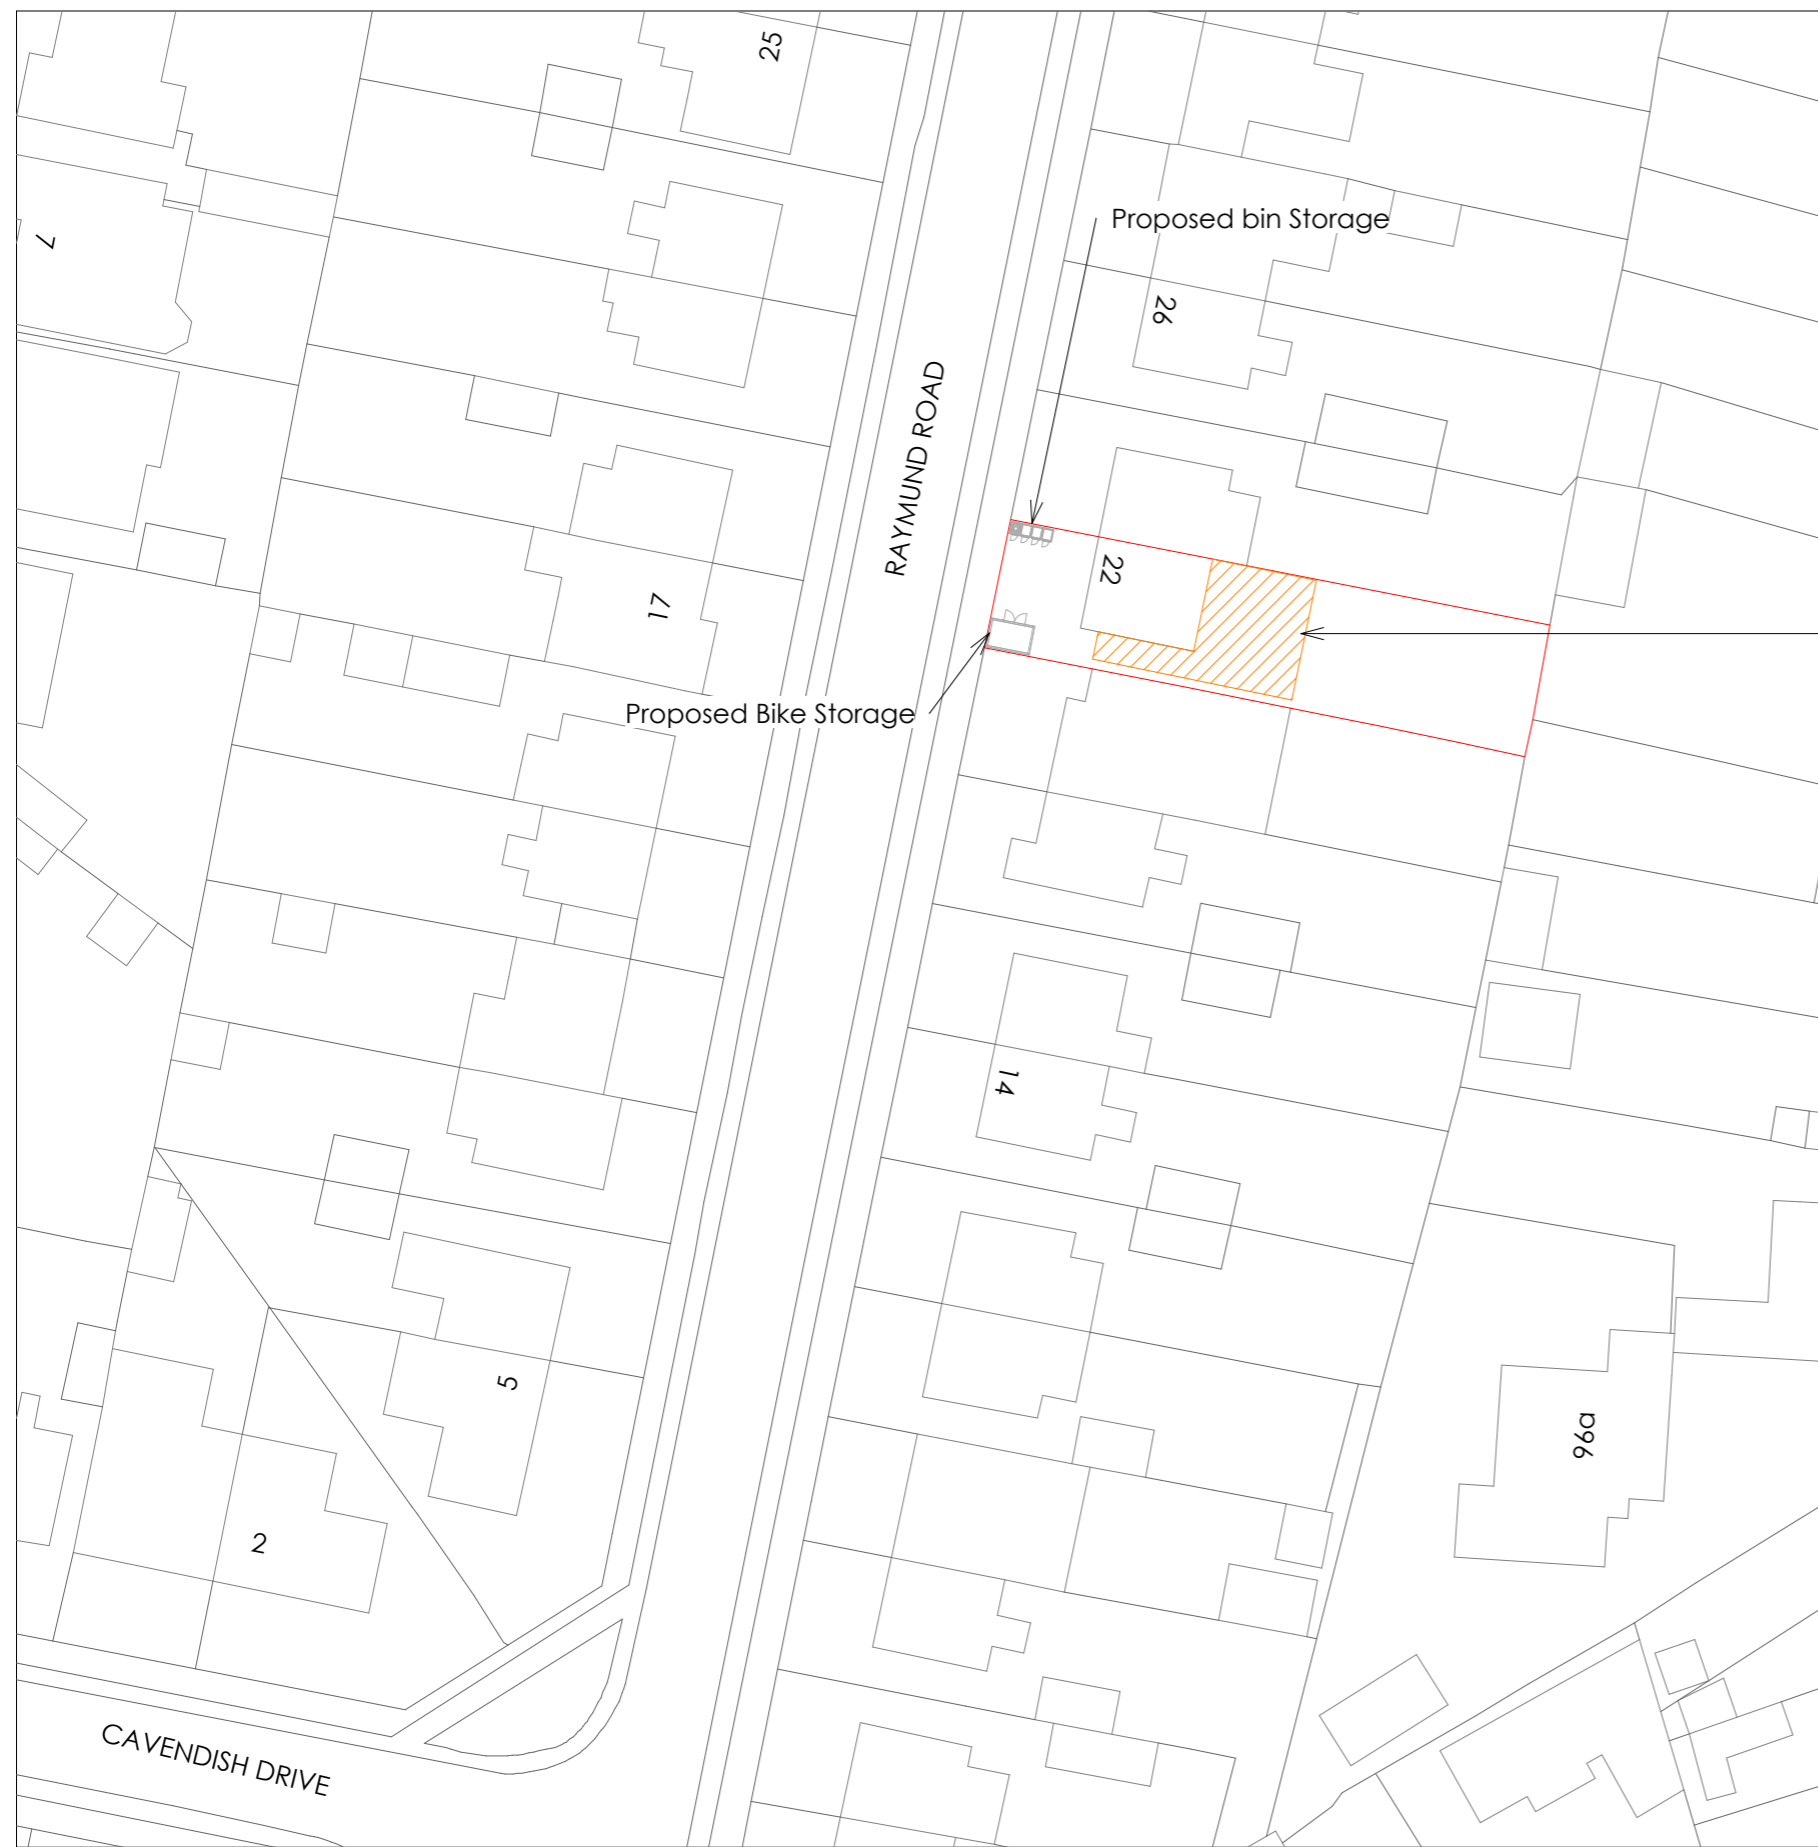 25
Proposed bin Storage
7
26
RAYMUND ROAD
22
17
Proposed Bike Storage
14
5
96a
2
CAVENDISH DRIVE